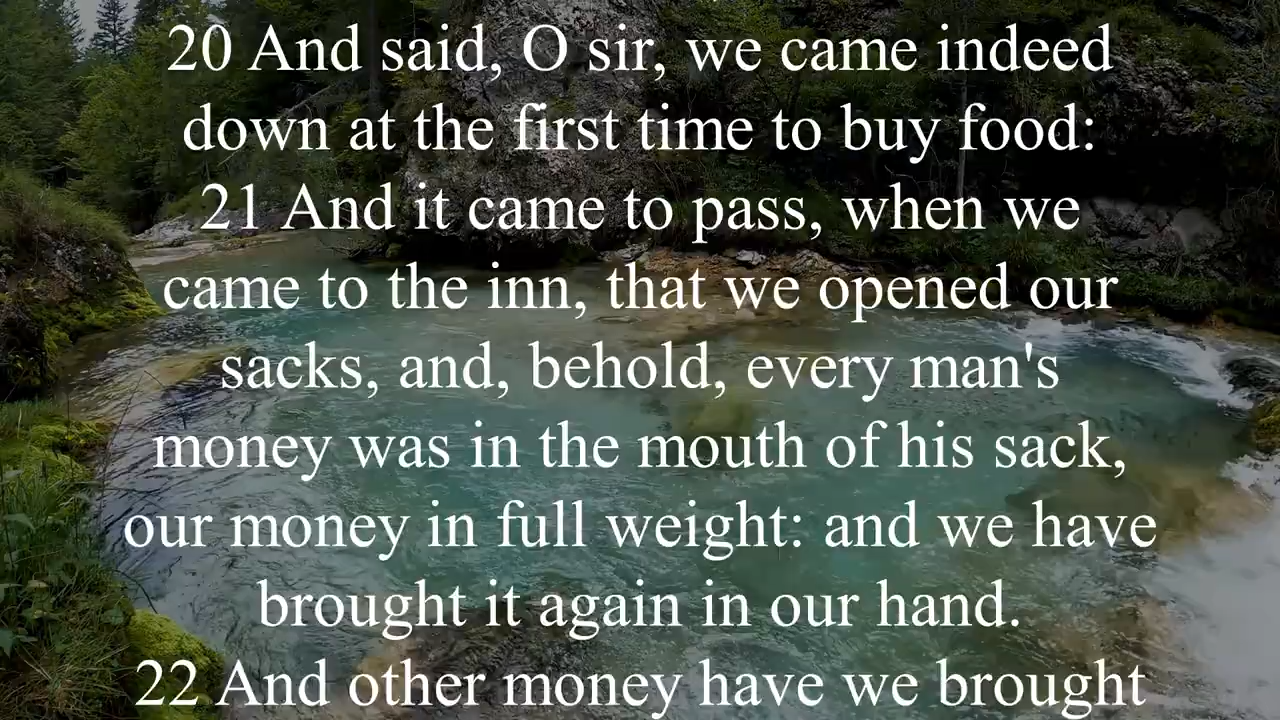 20 And said, O sir, we came indeed
down at the first time to buy food:
21 And it came to pass, when we
came to the inn, that we opened our
sacks, and, behold, every man's
money was in the mouth of his sack,
our money in full weight: and we have
brought it again in our hand.
22 And other money have we brought